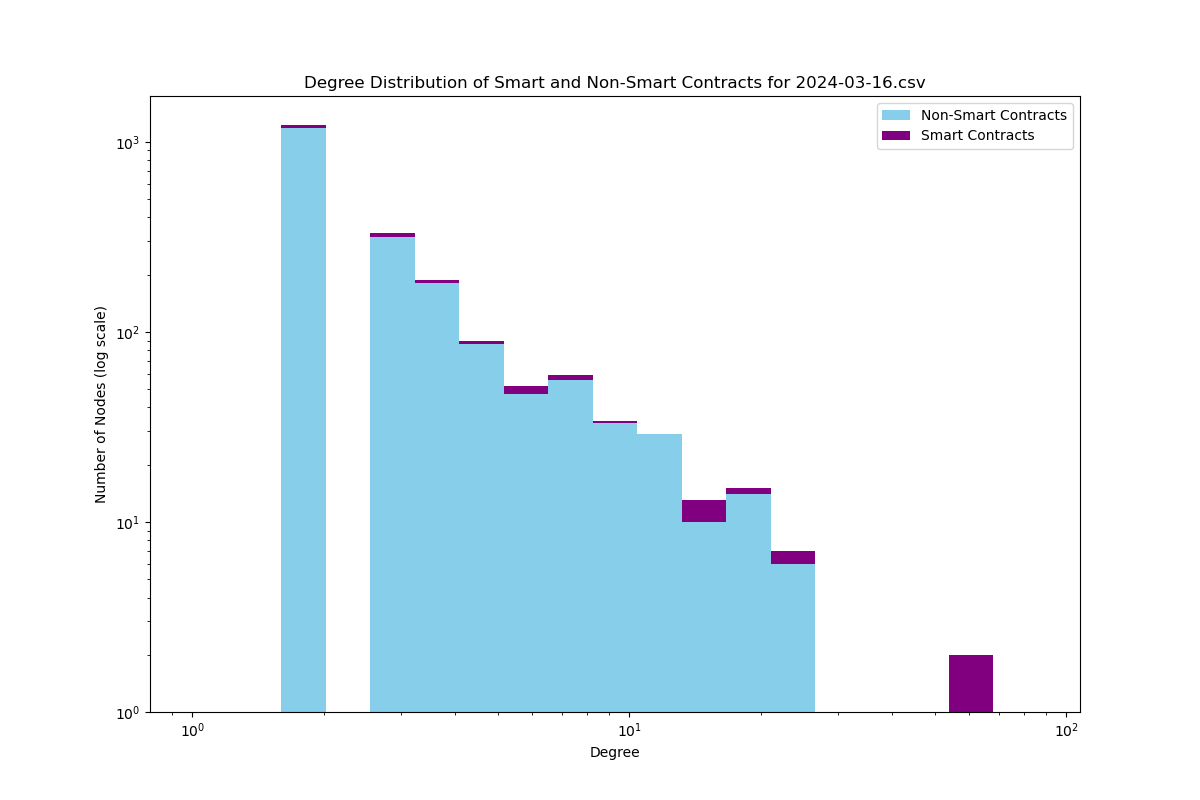 Degree Distribution of Smart and Non-Smart Contracts for 2024-03-16.csv
Non-Smart Contracts
Smart Contracts
Number of Nodes (log scale)
10³
10²
10¹
10⁰
10⁰ 10¹ 10²
Degree